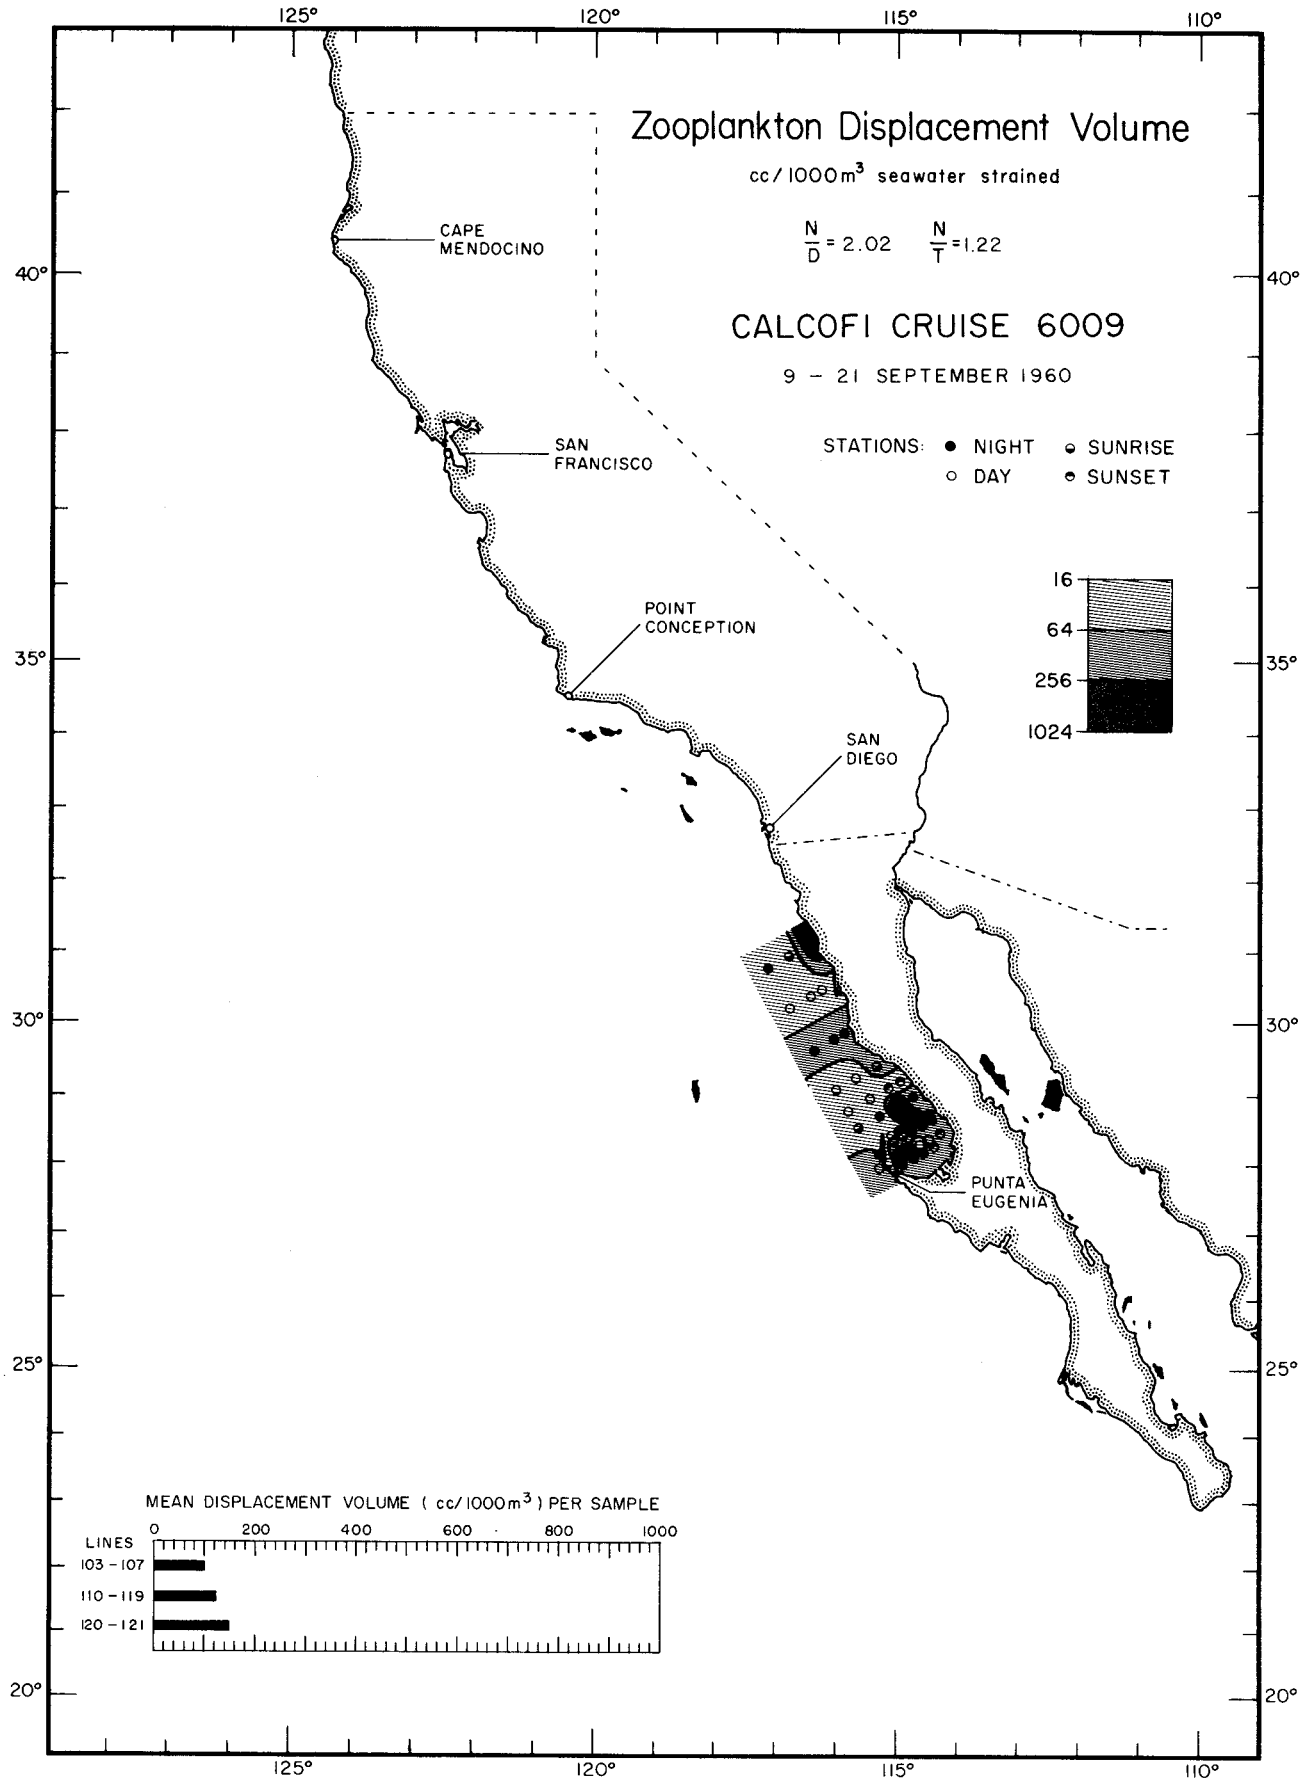 125° 120° 115° 110°
Zooplankton Displacement Volume
cc/1000m³ seawater strained
N/D = 2.02 N/T = 1.22
CALCOFI CRUISE 6009
9 – 21 SEPTEMBER 1960
STATIONS: ● NIGHT ◒ SUNRISE
○ DAY ◓ SUNSET
CAPE
MENDOCINO
40° 40°
SAN
FRANCISCO
16
64
256
1024
POINT
CONCEPTION
35° 35°
SAN
DIEGO
30° 30°
PUNTA
EUGENIA
25° 25°
MEAN DISPLACEMENT VOLUME ( cc/1000m³ ) PER SAMPLE
0 200 400 600 800 1000
LINES
103 – 107
110 – 119
120 – 121
20° 20°
125° 120° 115° 110°